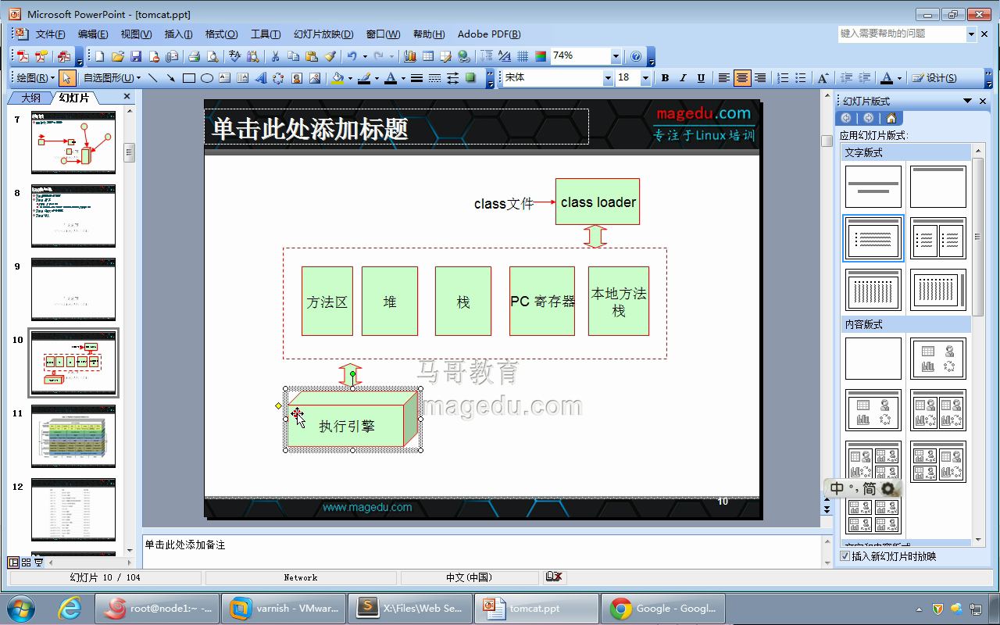 Microsoft PowerPoint - [tomcat.ppt]
文件(F) 编辑(E) 视图(V) 插入(I) 格式(O) 工具(T) 幻灯片放映(D) 窗口(W) 帮助(H) Adobe PDF(B)
键入需要帮助的问题
74%
绘图(R) 自选图形(U)
宋体 18 B I U
设计(S)
大纲 幻灯片
7
8
9
10
11
12
单击此处添加标题
magedu.com
专注于Linux培训
class文件
class loader
方法区
堆
栈
PC 寄存器
本地方法
栈
马哥教育
magedu.com
执行引擎
www.magedu.com
10
单击此处添加备注
幻灯片版式
应用幻灯片版式:
文字版式
内容版式
中 °, 简
文字和内容版式
插入新幻灯片时放映
幻灯片 10 / 104 Network 中文(中国)
root@node1:~ -...
varnish - VMwar...
X:\Files\Web Se...
tomcat.ppt
Google - Googl...